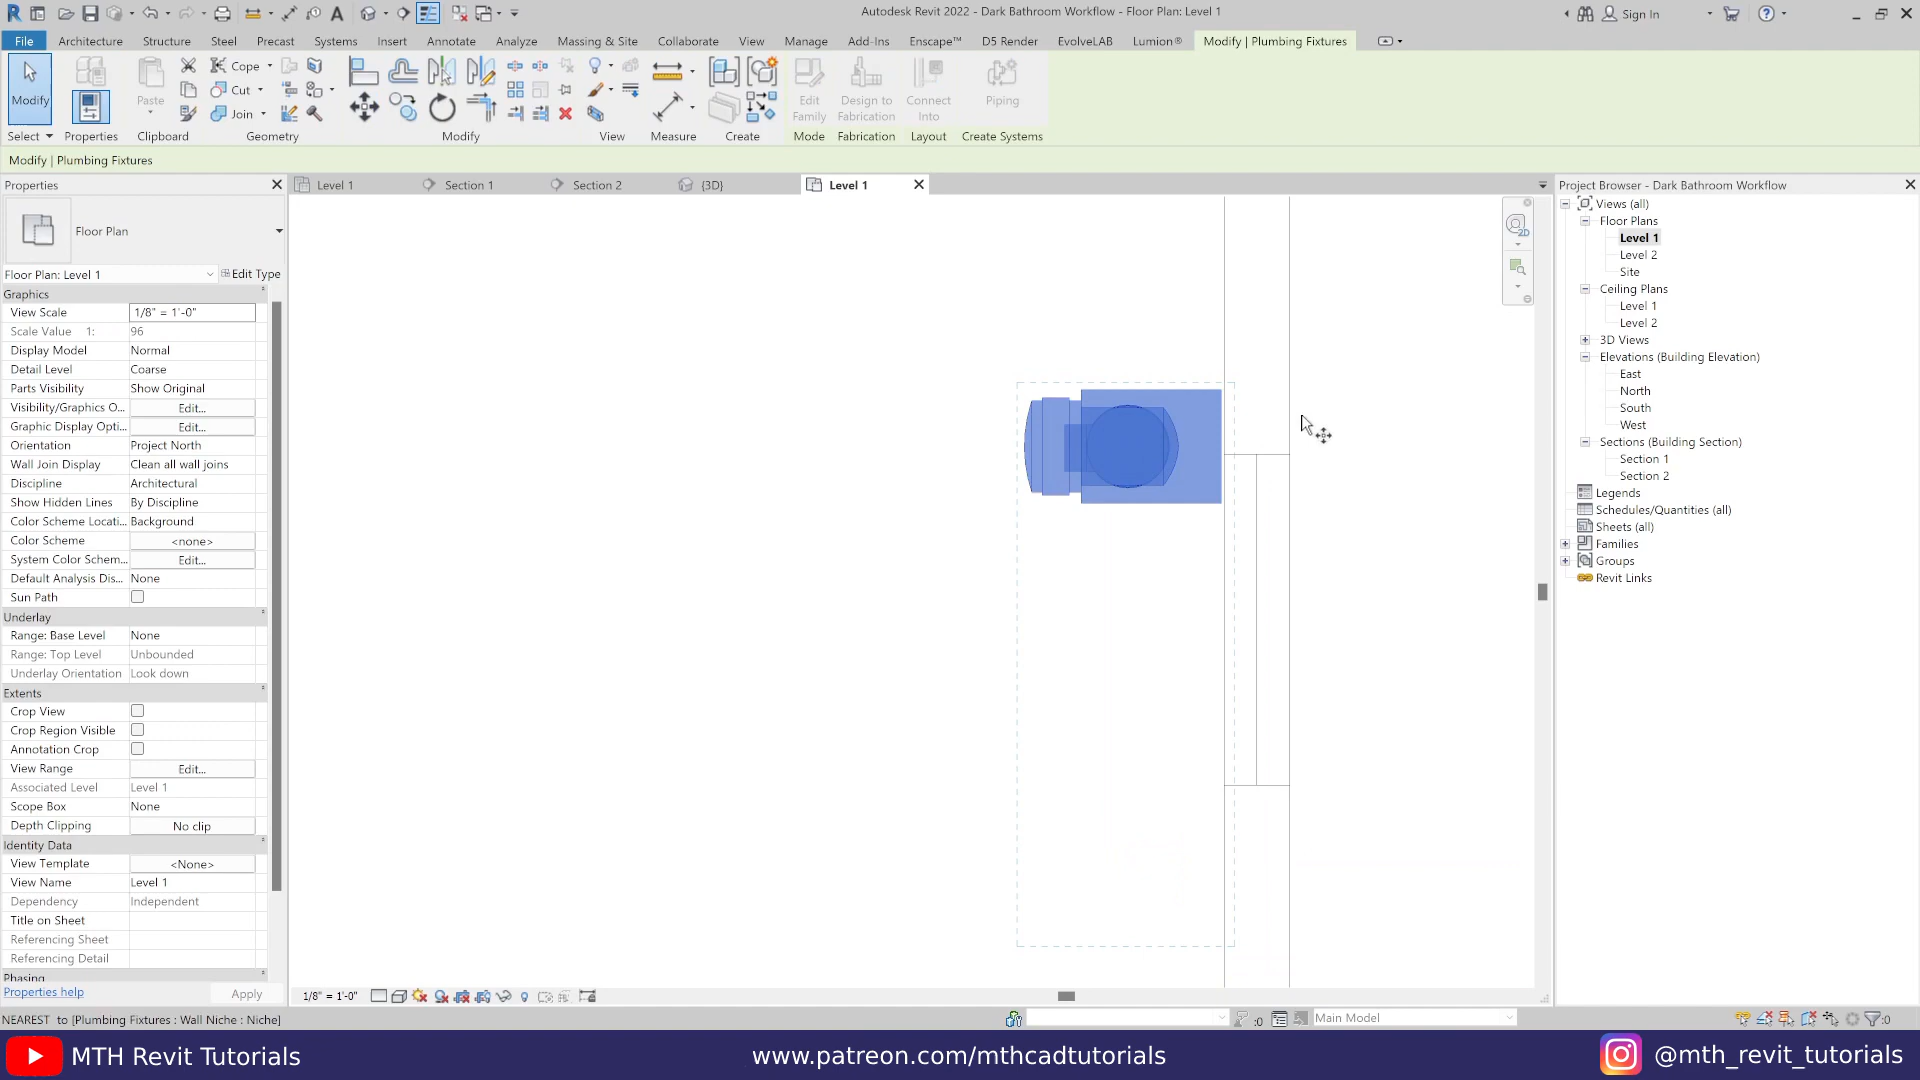 Autodesk Revit 2022 - Dark Bathroom Workflow - Floor Plan: Level 1
Sign In
File Architecture Structure Steel Precast Systems Insert Annotate Analyze Massing & Site Collaborate View Manage Add-Ins Enscape™ D5 Render EvolveLAB Lumion® Modify | Plumbing Fixtures
Modify Paste Cope Cut Join Edit Family Design to Fabrication Connect Into Piping
Select Properties Clipboard Geometry Modify View Measure Create Mode Fabrication Layout Create Systems
Modify | Plumbing Fixtures
Properties
Level 1 Section 1 Section 2 {3D} Level 1
Project Browser - Dark Bathroom Workflow
Floor Plan
Floor Plan: Level 1 Edit Type
Graphics
View Scale 1/8" = 1'-0"
Scale Value 1: 96
Display Model Normal
Detail Level Coarse
Parts Visibility Show Original
Visibility/Graphics O... Edit...
Graphic Display Opti... Edit...
Orientation Project North
Wall Join Display Clean all wall joins
Discipline Architectural
Show Hidden Lines By Discipline
Color Scheme Locati... Background
Color Scheme <none>
System Color Schem... Edit...
Default Analysis Dis... None
Sun Path
Underlay
Range: Base Level None
Range: Top Level Unbounded
Underlay Orientation Look down
Extents
Crop View
Crop Region Visible
Annotation Crop
View Range Edit...
Associated Level Level 1
Scope Box None
Depth Clipping No clip
Identity Data
View Template <None>
View Name Level 1
Dependency Independent
Title on Sheet
Referencing Sheet
Referencing Detail
Phasing
Properties help Apply
2D
Views (all)
Floor Plans
Level 1
Level 2
Site
Ceiling Plans
Level 1
Level 2
3D Views
Elevations (Building Elevation)
East
North
South
West
Sections (Building Section)
Section 1
Section 2
Legends
Schedules/Quantities (all)
Sheets (all)
Families
Groups
Revit Links
1/8" = 1'-0"
NEAREST to [Plumbing Fixtures : Wall Niche : Niche] :0 Main Model :0
MTH Revit Tutorials www.patreon.com/mthcadtutorials @mth_revit_tutorials